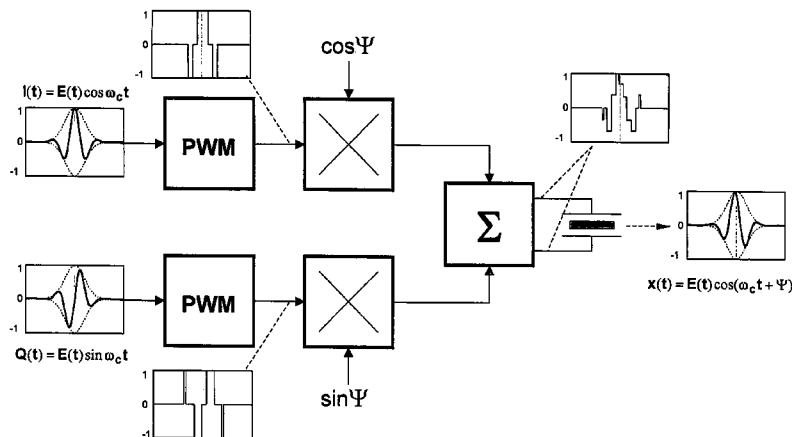 1
0
-1
cosΨ
I(t) = E(t) cos ω_c t
1
0
-1
PWM
1
0
-1
Σ
1
0
-1
x(t) = E(t) cos(ω_c t + Ψ)
1
0
-1
PWM
Q(t) = E(t) sin ω_c t
1
0
-1
sinΨ